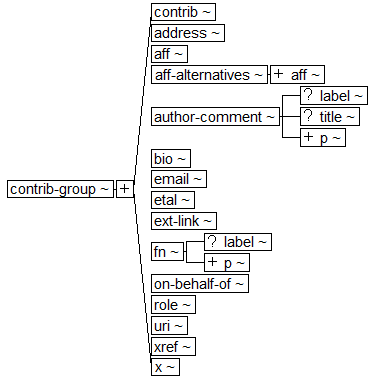 contrib ~
address ~
aff ~
aff-alternatives ~ + aff ~
? label ~
author-comment ~ ? title ~
+ p ~
bio ~
contrib-group ~ + email ~
etal ~
ext-link ~
? label ~
fn ~
+ p ~
on-behalf-of ~
role ~
uri ~
xref ~
x ~